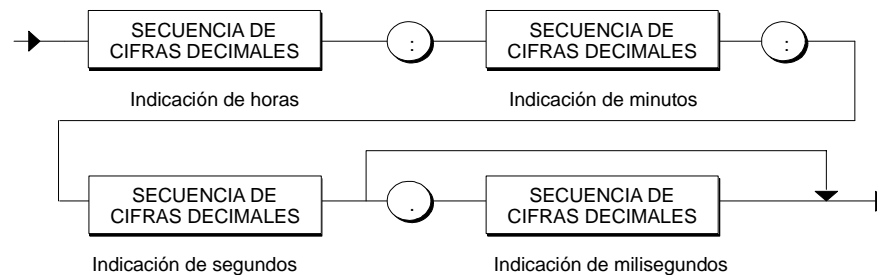 SECUENCIA DE
CIFRAS DECIMALES
:
SECUENCIA DE
CIFRAS DECIMALES
:
Indicación de horas
Indicación de minutos
SECUENCIA DE
CIFRAS DECIMALES
.
SECUENCIA DE
CIFRAS DECIMALES
Indicación de segundos
Indicación de milisegundos